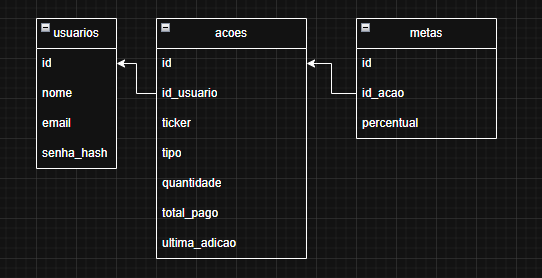 usuarios
id
nome
email
senha_hash
acoes
id
id_usuario
ticker
tipo
quantidade
total_pago
ultima_adicao
metas
id
id_acao
percentual